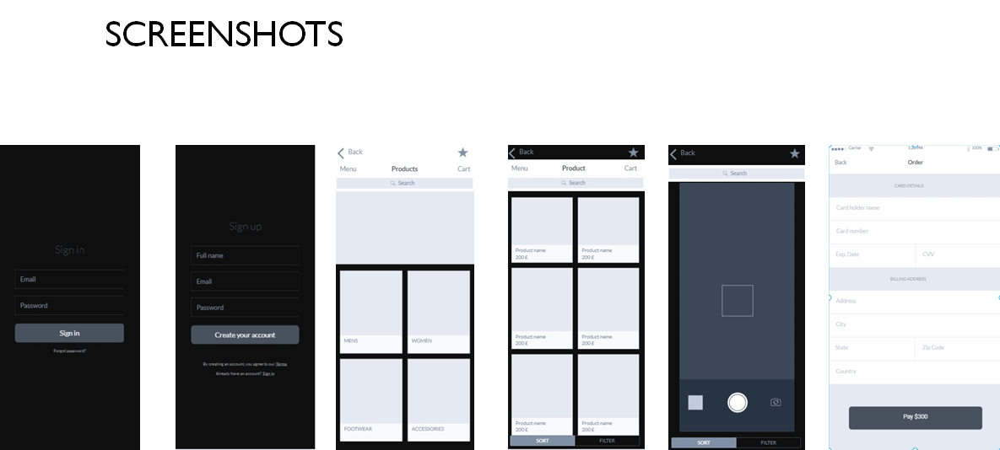 SCREENSHOTS
Sign in
Email
Password
Sign in
Forgot password?
Sign up
Full name
Email
Password
Create your account
By creating an account, you agree to our Terms
Already have an account? Sign in
Back
Menu Products Cart
Search
MENS WOMEN
FOOTWEAR ACCESSORIES
Back
Menu Product Cart
Search
Product name Product name
200 £ 200 £
Product name Product name
200 £ 200 £
Product name Product name
200 £ 200 £
SORT FILTER
Back
Search
SORT FILTER
Carrier 100%
Back Order
CARD DETAILS
Card holder name
Card number
Exp. Date CVV
BILLING ADDRESS
Address
City
State Zip Code
Country
Pay $300